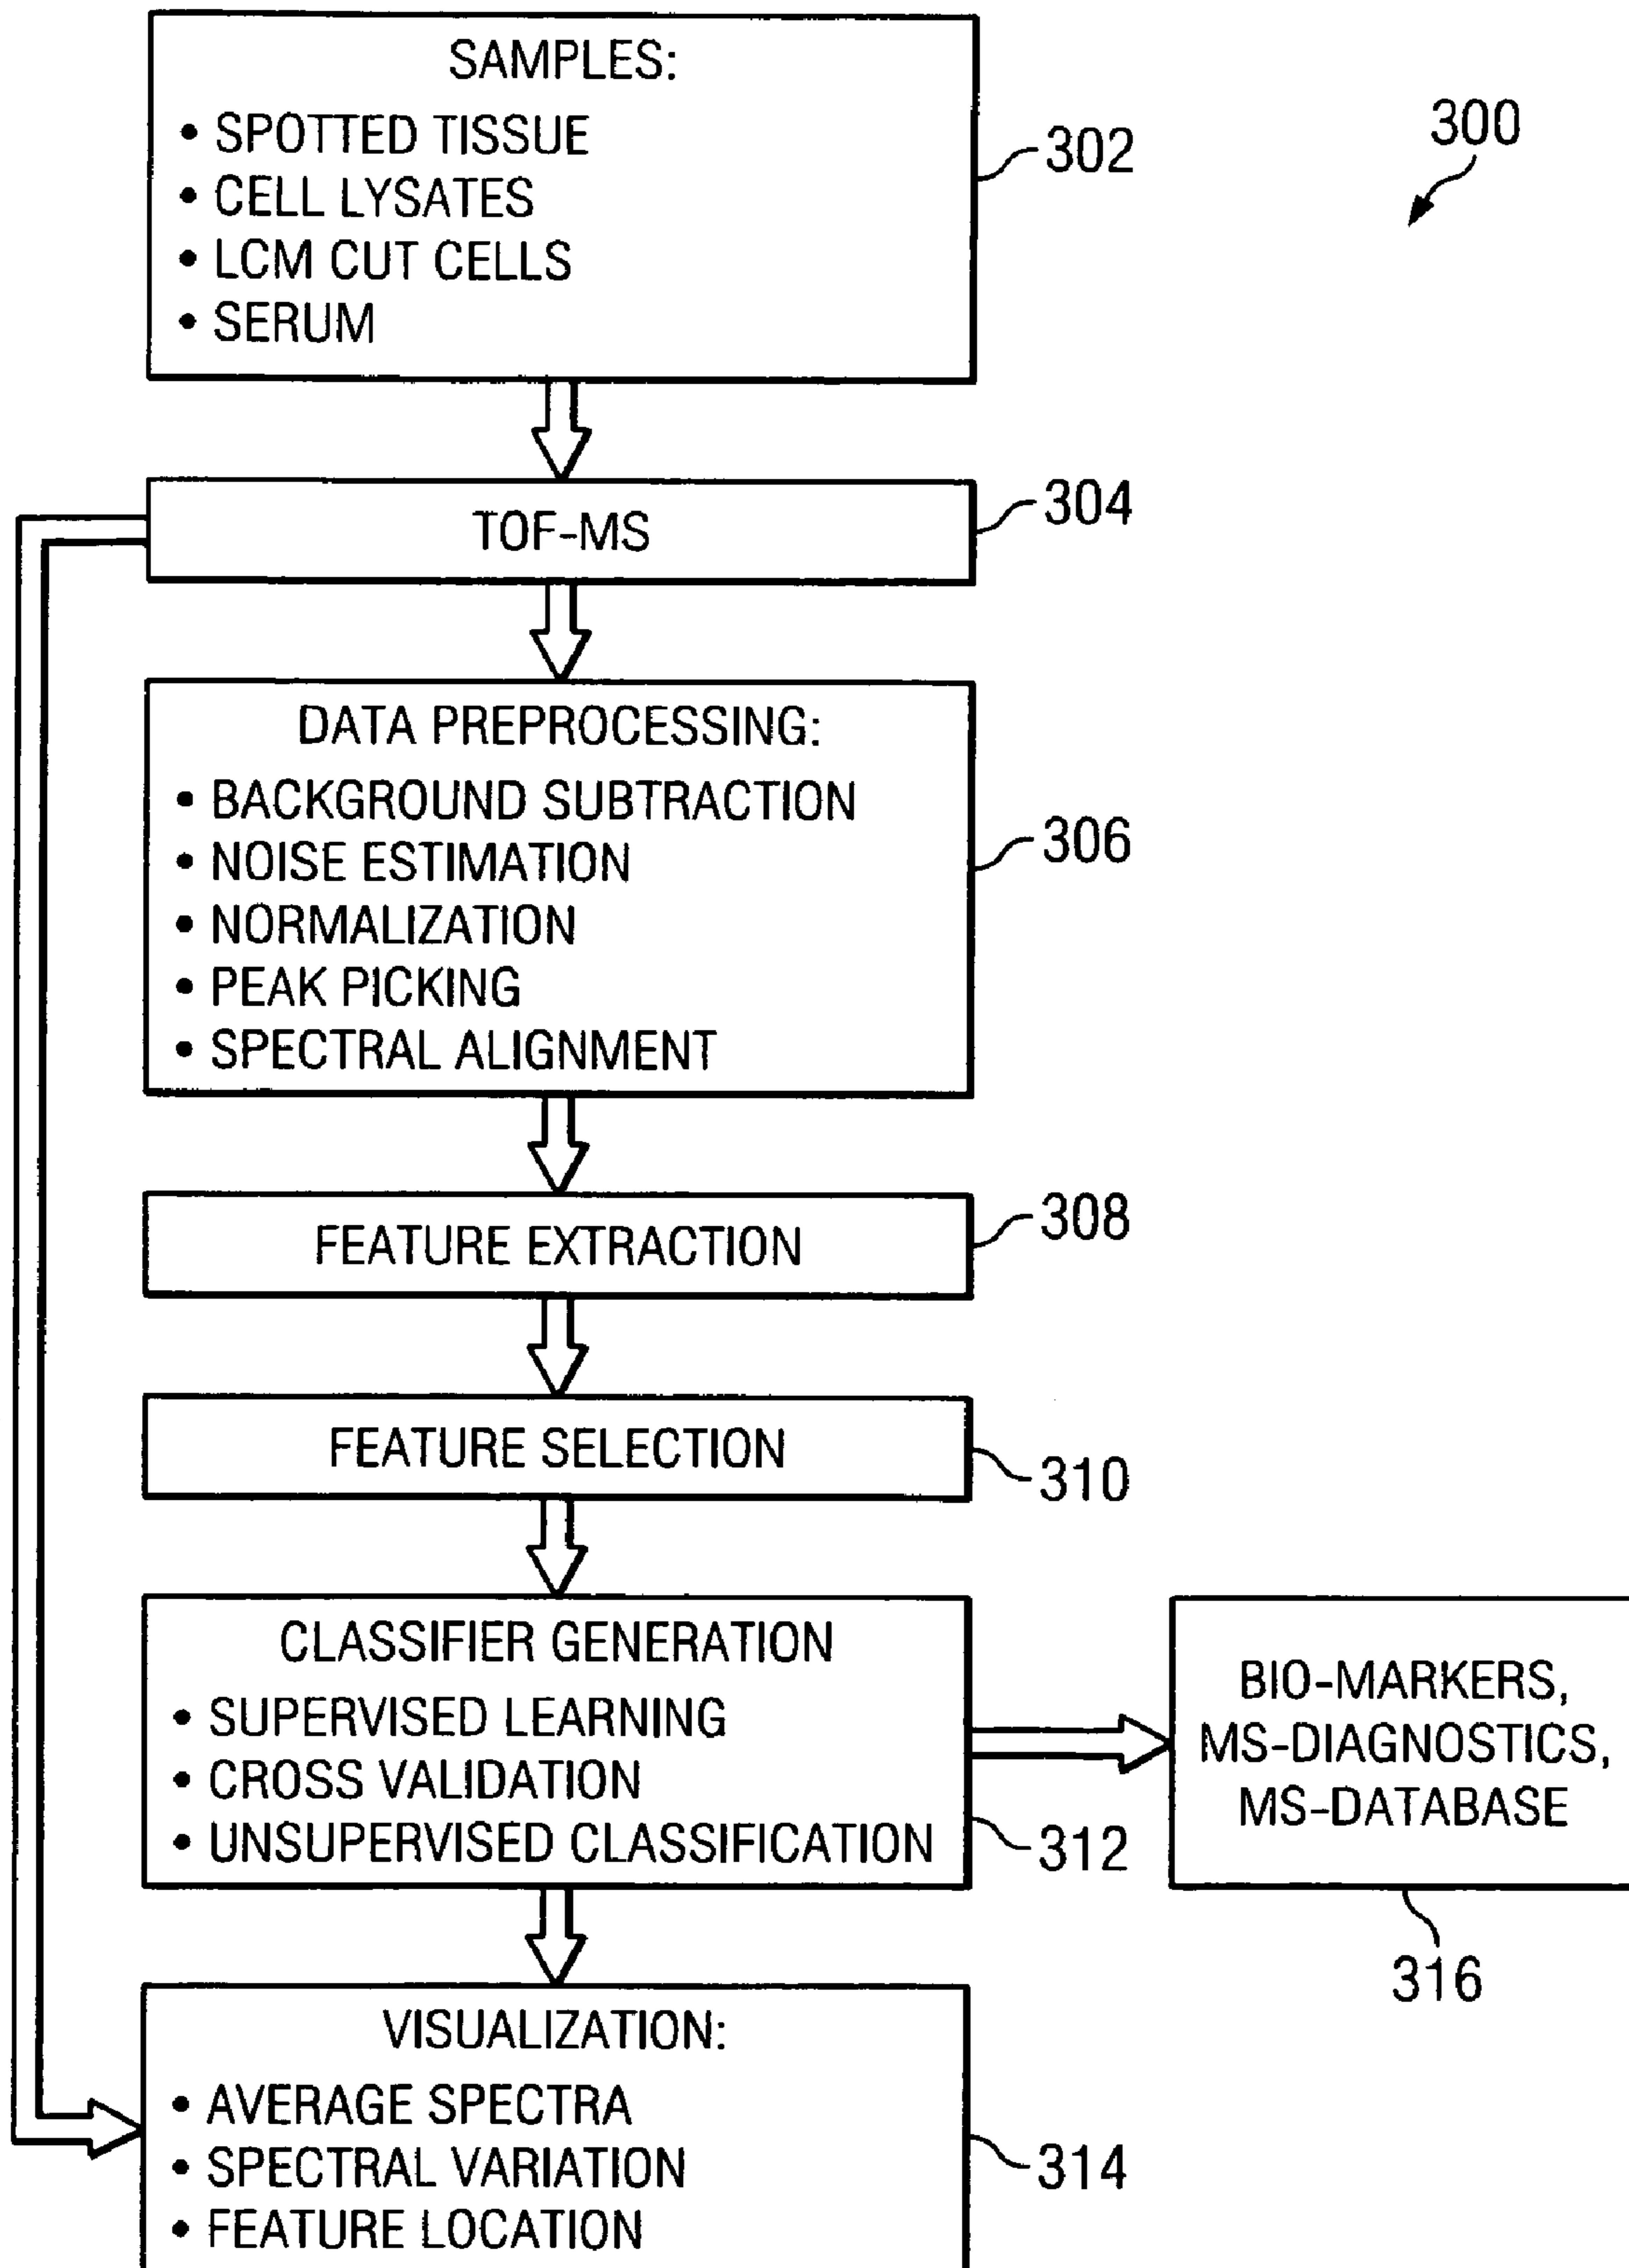 SAMPLES:
• SPOTTED TISSUE
• CELL LYSATES
• LCM CUT CELLS
• SERUM
302
300
TOF-MS
304
DATA PREPROCESSING:
• BACKGROUND SUBTRACTION
• NOISE ESTIMATION
• NORMALIZATION
• PEAK PICKING
• SPECTRAL ALIGNMENT
306
FEATURE EXTRACTION
308
FEATURE SELECTION
310
CLASSIFIER GENERATION
• SUPERVISED LEARNING
• CROSS VALIDATION
• UNSUPERVISED CLASSIFICATION
312
BIO-MARKERS,
MS-DIAGNOSTICS,
MS-DATABASE
316
VISUALIZATION:
• AVERAGE SPECTRA
• SPECTRAL VARIATION
• FEATURE LOCATION
314